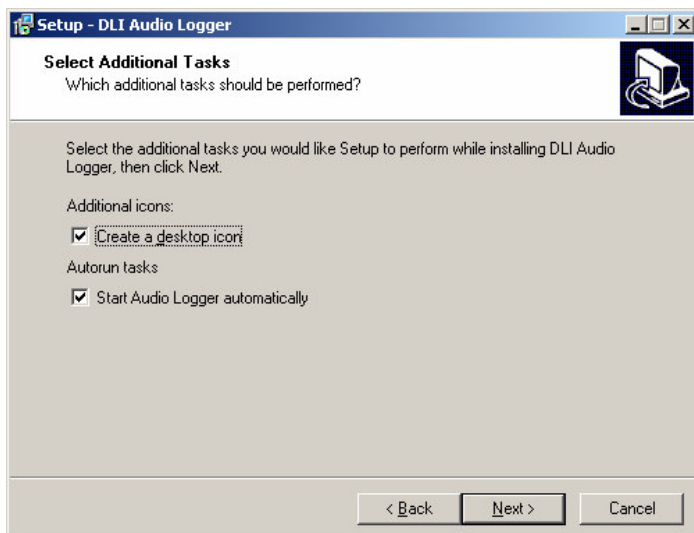 Setup - DLI Audio Logger
Select Additional Tasks
Which additional tasks should be performed?
Select the additional tasks you would like Setup to perform while installing DLI Audio
Logger, then click Next.
Additional icons:
Create a desktop icon
Autorun tasks
Start Audio Logger automatically
< Back Next > Cancel